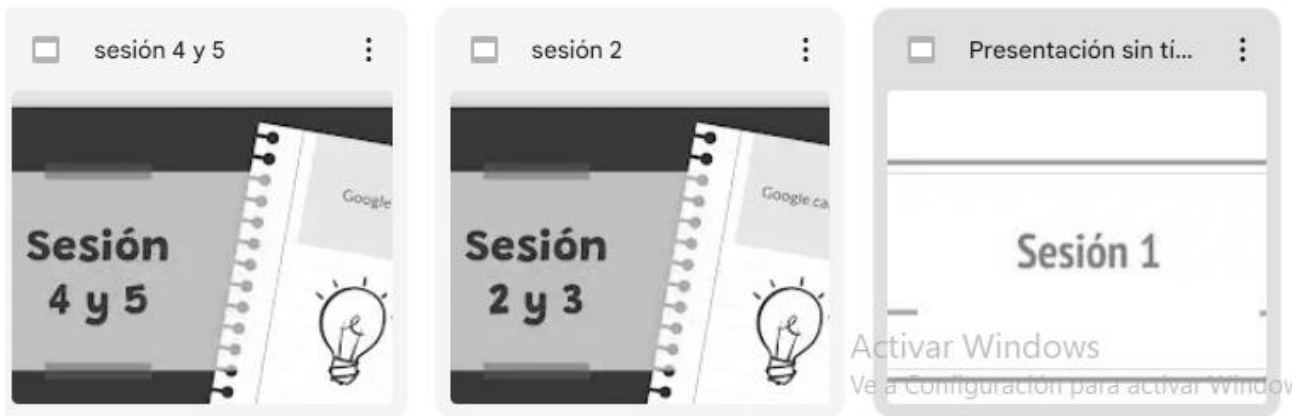 sesión 4 y 5
Google
Sesión
4 y 5
sesión 2
Google ca
Sesión
2 y 3
Presentación sin tí...
Sesión 1
Activar Windows
Ve a Configuración para activar Window